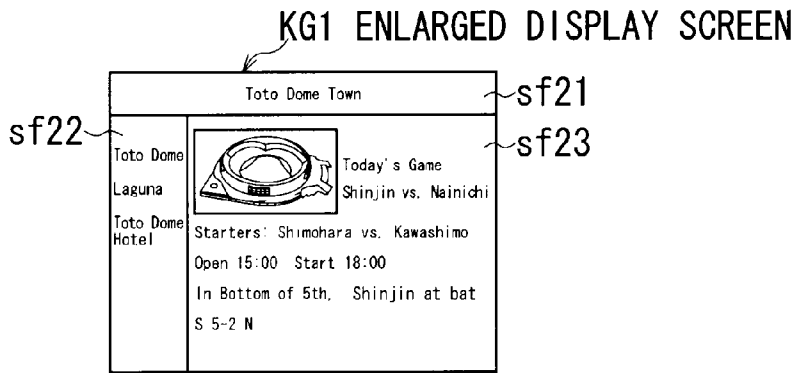 KG1 ENLARGED DISPLAY SCREEN
Toto Dome Town
sf21
sf22
sf23
Toto Dome
Laguna
Toto Dome
Hotel
Today's Game
Shinjin vs. Nainichi
Starters: Shimohara vs. Kawashimo
Open 15:00 Start 18:00
In Bottom of 5th, Shinjin at bat
S 5-2 N